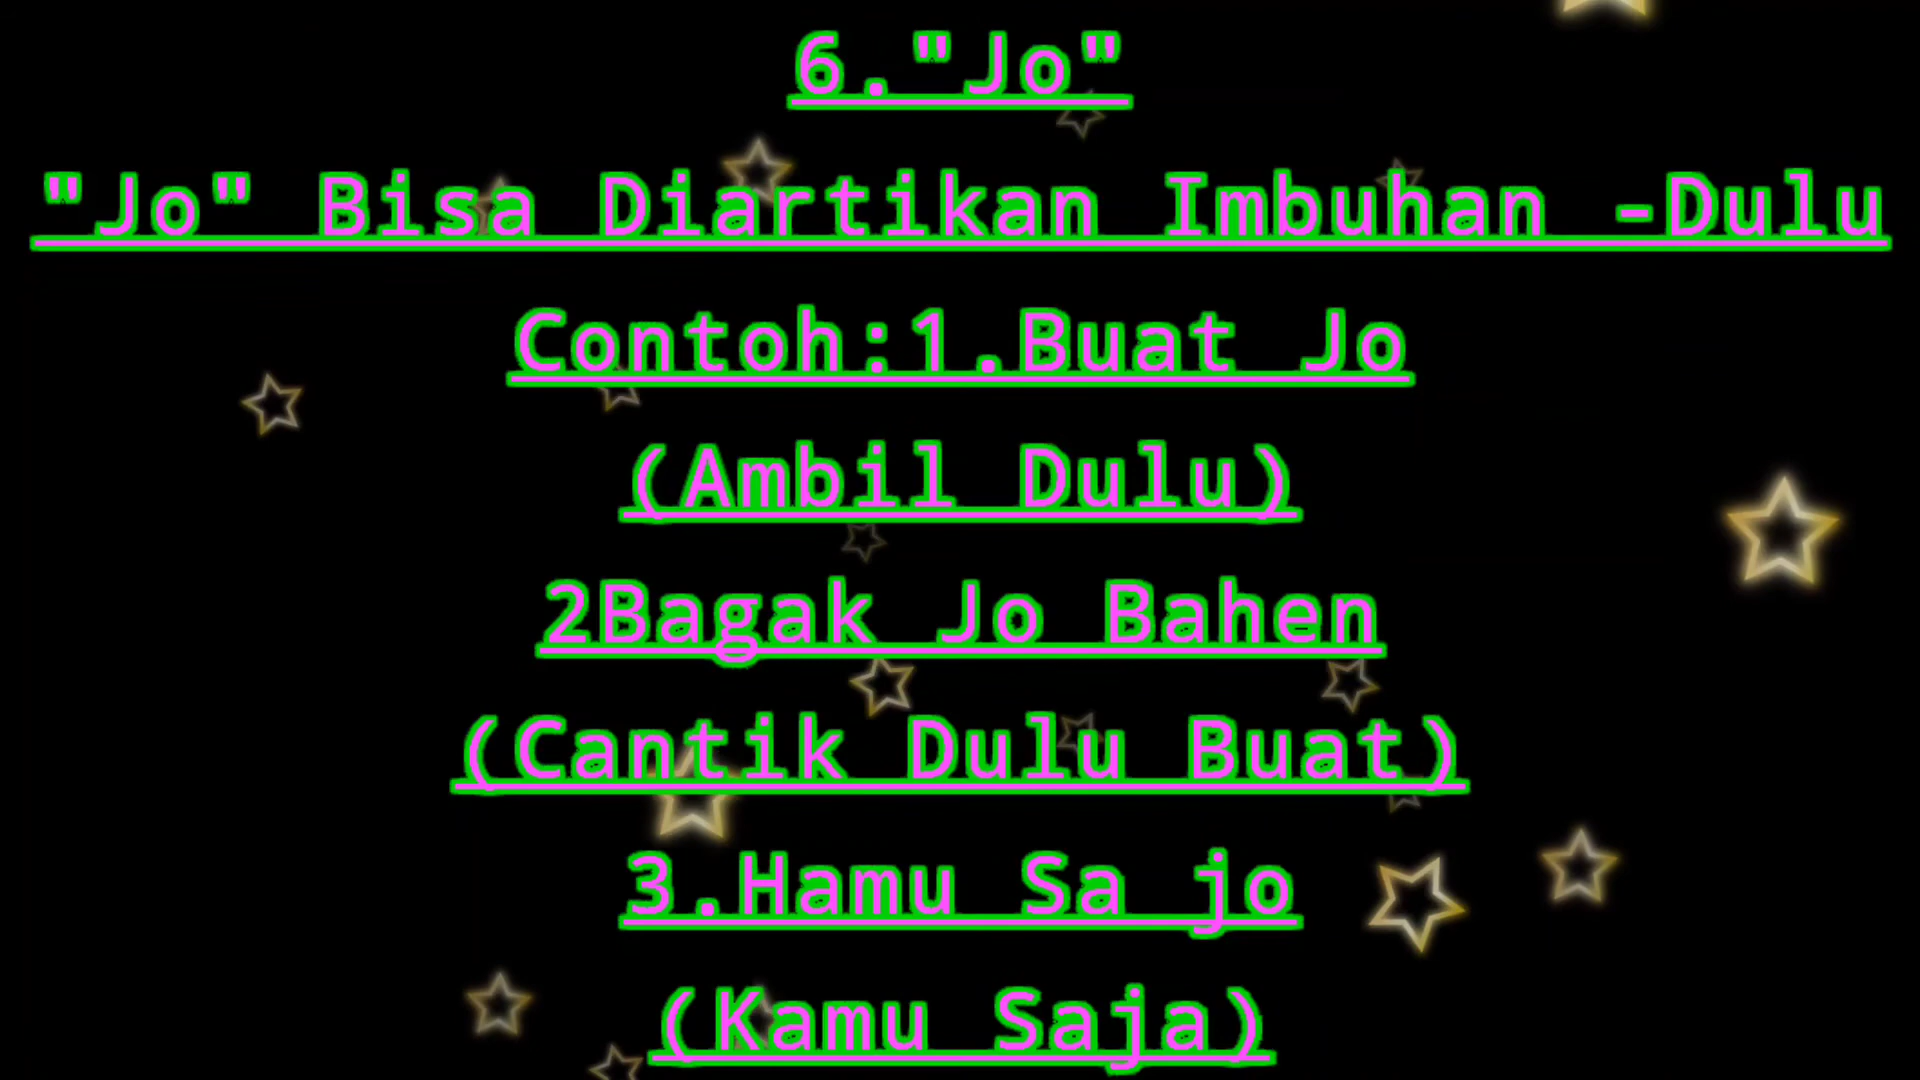 6."Jo"
"Jo" Bisa Diartikan Imbuhan -Dulu
Contoh:1.Buat Jo
(Ambil Dulu)
2Bagak Jo Bahen
(Cantik Dulu Buat)
3.Hamu Sa jo
(Kamu Saja)